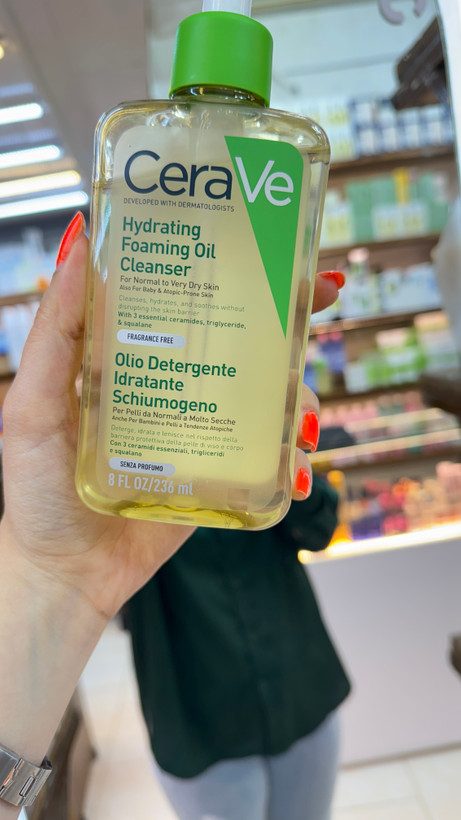 CeraVe
DEVELOPED WITH DERMATOLOGISTS
Hydrating
Foaming Oil
Cleanser
For Normal to Very Dry Skin
Also For Baby & Atopic-Prone Skin
Cleanses, hydrates, and soothes without
disrupting the skin barrier
With 3 essential ceramides, triglyceride,
& squalane
FRAGRANCE FREE
Olio Detergente
Idratante
Schiumogeno
Per Pelli da Normali a Molto Secche
Anche Per Bambini e Pelli a Tendenza Atopiche
Deterge, idrata e lenisce nel rispetto della
barriera protettiva della pelle di viso e corpo
Con 3 ceramidi essenziali, trigliceridi
e squalano
SENZA PROFUMO
8 FL OZ/236 ml